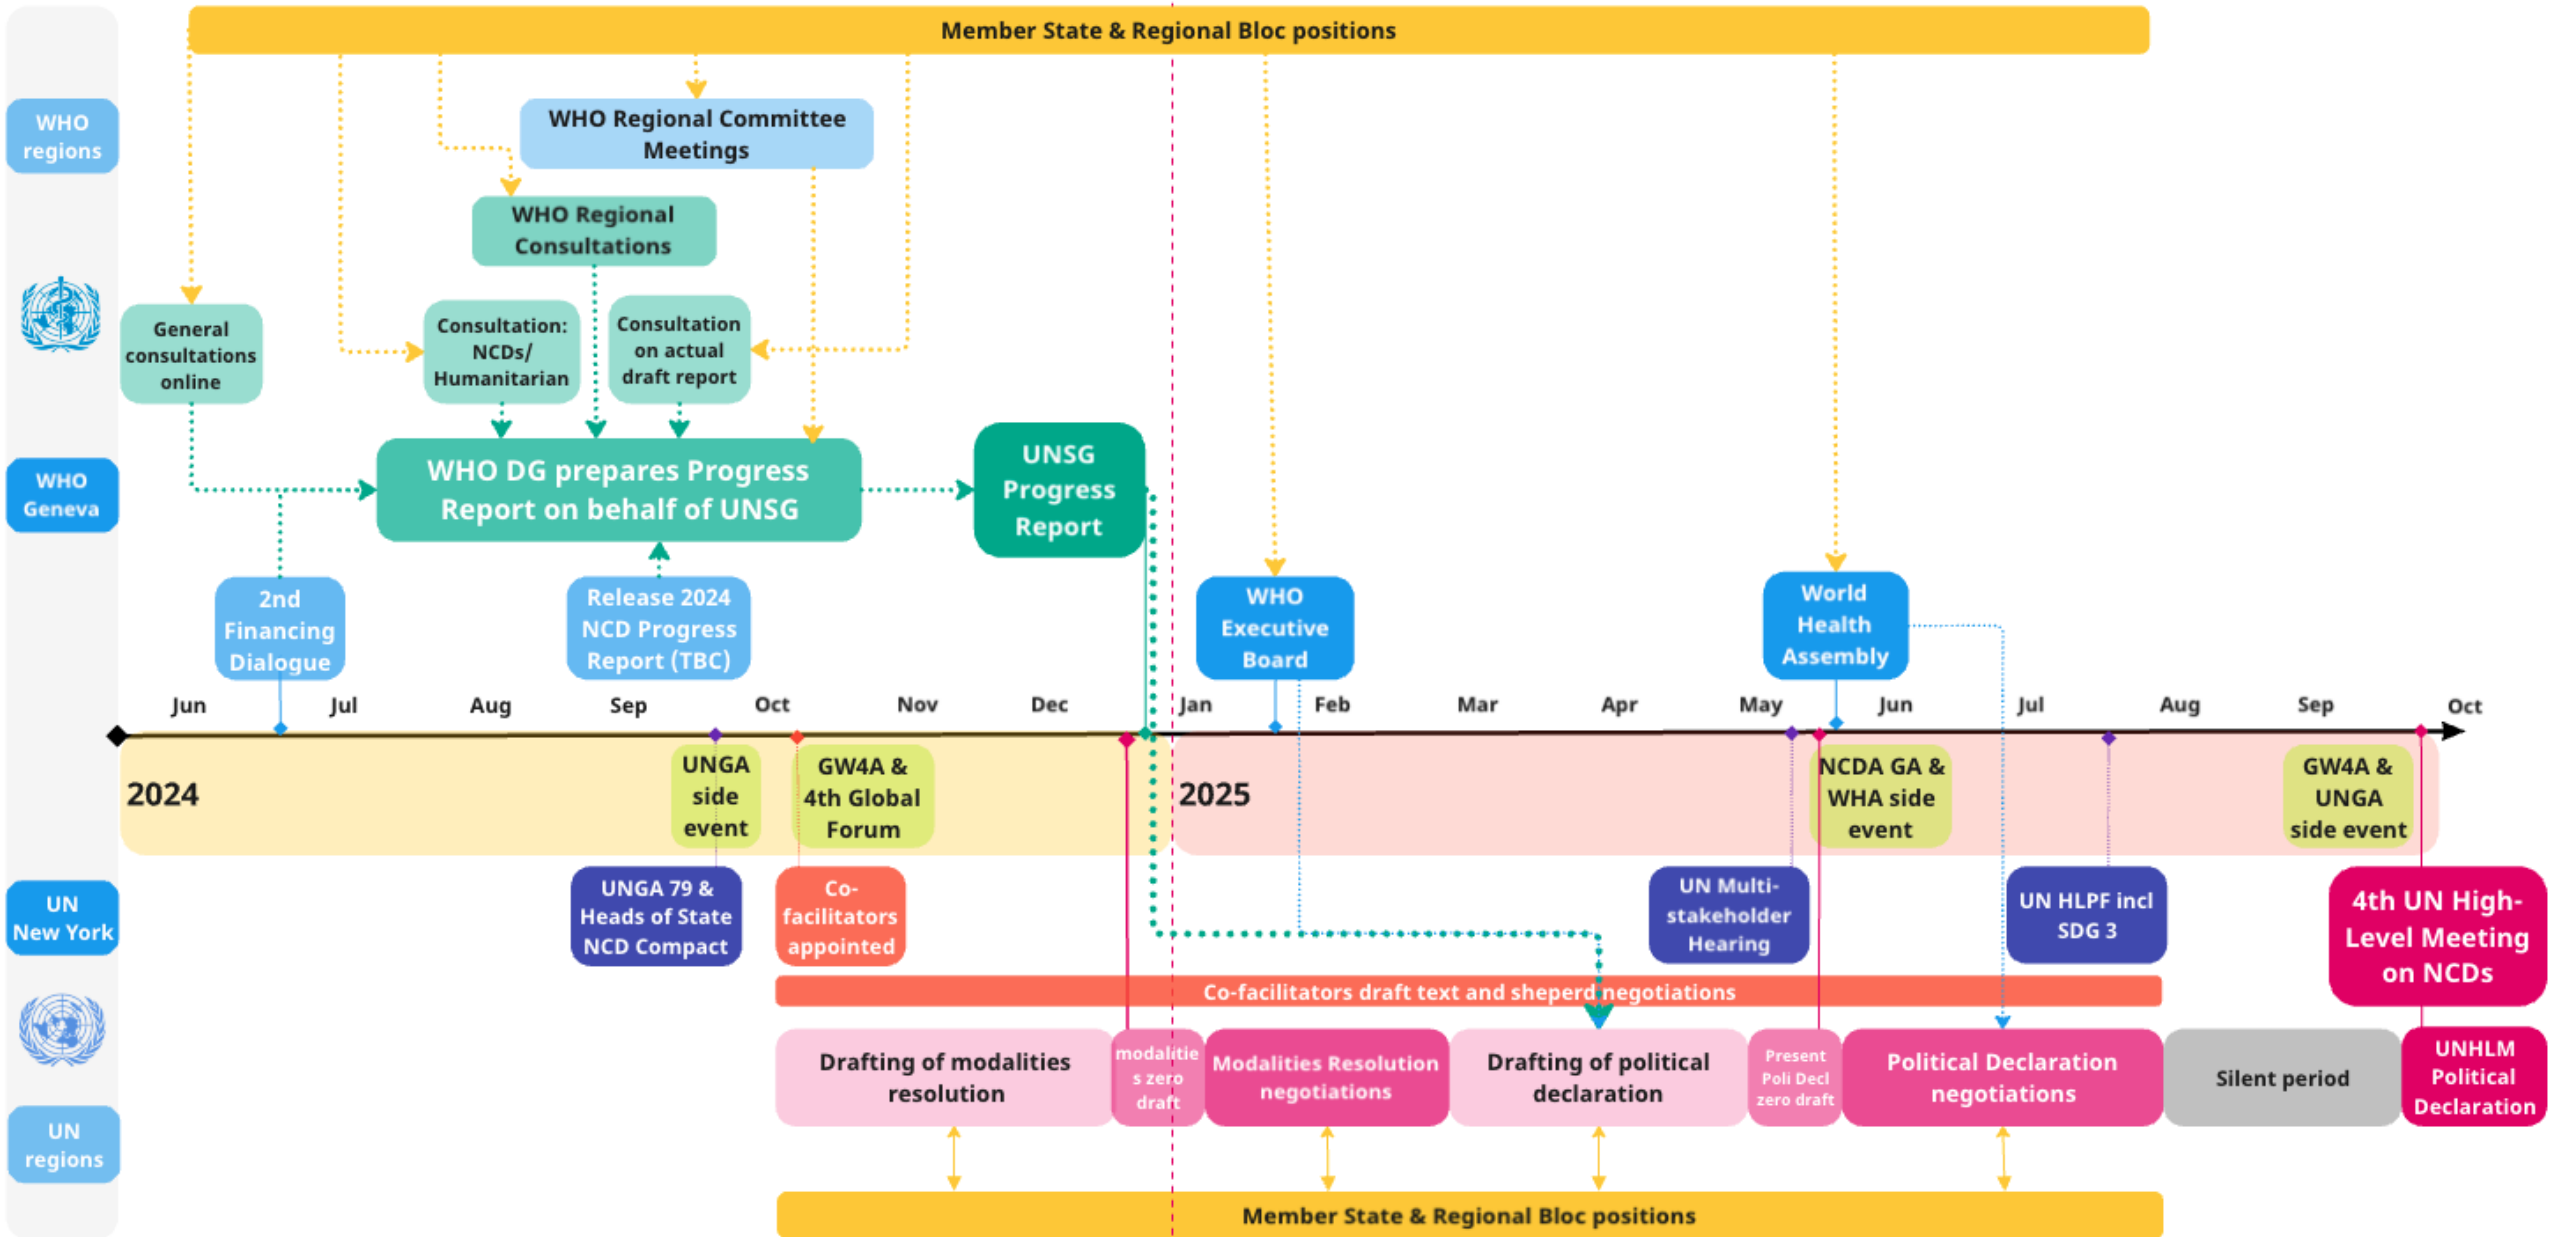 Member State & Regional Bloc positions
WHO
regions
WHO Regional Committee
Meetings
WHO Regional
Consultations
General
consultations
online
Consultation:
NCDs/
Humanitarian
Consultation
on actual
draft report
WHO
Geneva
WHO DG prepares Progress
Report on behalf of UNSG
UNSG
Progress
Report
2nd
Financing
Dialogue
Release 2024
NCD Progress
Report (TBC)
WHO
Executive
Board
World
Health
Assembly
Jun
Jul
Aug
Sep
Oct
Nov
Dec
Jan
Feb
Mar
Apr
May
Jun
Jul
Aug
Sep
Oct
2024
UNGA
side
event
GW4A &
4th Global
Forum
2025
NCDA GA &
WHA side
event
GW4A &
UNGA
side event
UN
New York
UNGA 79 &
Heads of State
NCD Compact
Co-
facilitators
appointed
UN Multi-
stakeholder
Hearing
UN HLPF incl
SDG 3
4th UN High-
Level Meeting
on NCDs
Co-facilitators draft text and sheperd negotiations
Drafting of modalities
resolution
modalitie
s zero
draft
Modalities Resolution
negotiations
Drafting of political
declaration
Present
Poli Decl
zero draft
Political Declaration
negotiations
Silent period
UNHLM
Political
Declaration
UN
regions
Member State & Regional Bloc positions